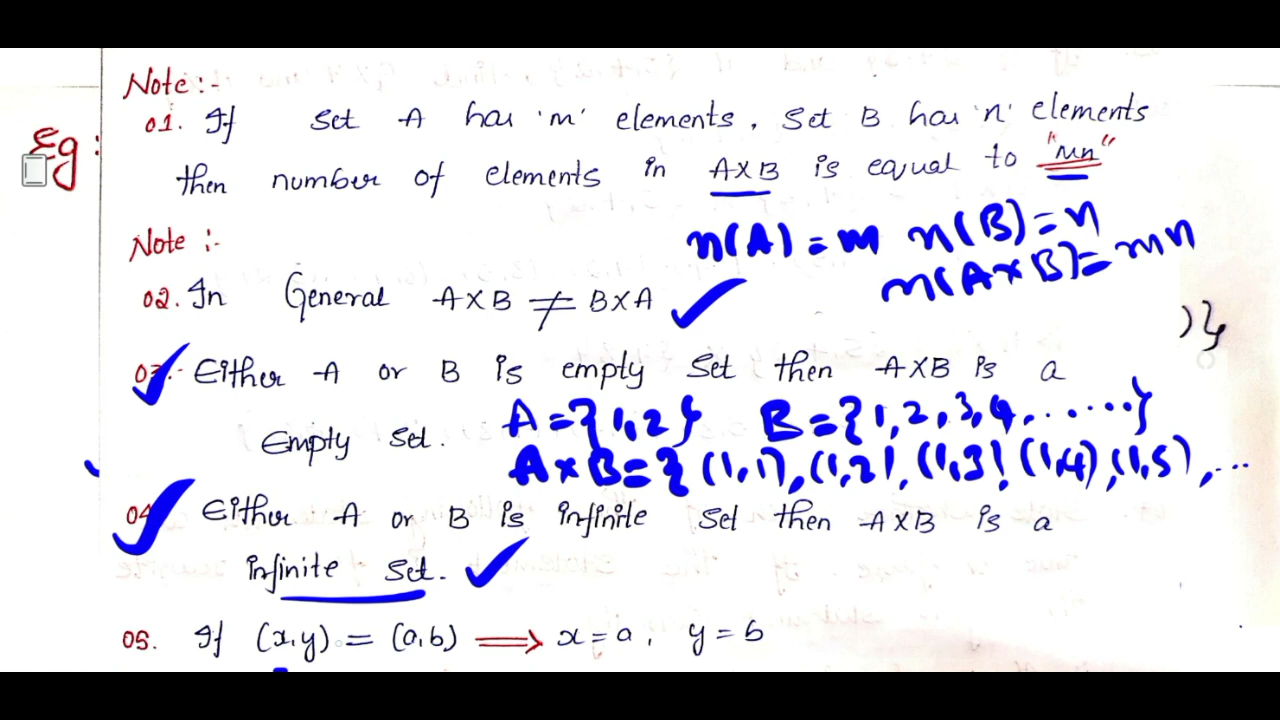 Note:-
Eg:
01. If Set A has 'm' elements, Set B has 'n' elements
then number of elements in A×B is equal to "mn"
n(A) = m n(B) = n
n(A×B) = mn
Note :-
02. In General A×B ≠ B×A
)}
03.- Either A or B is empty Set then A×B is a
Empty Set.
A = {1,2} B = {1,2,3,4,......}
A×B = { (1,1), (1,2), (1,3), (1,4), (1,5), ...
04 Either A or B is infinite Set then A×B is a
infinite Set.
05. If (x,y) = (a,b) ⟹ x = a, y = b